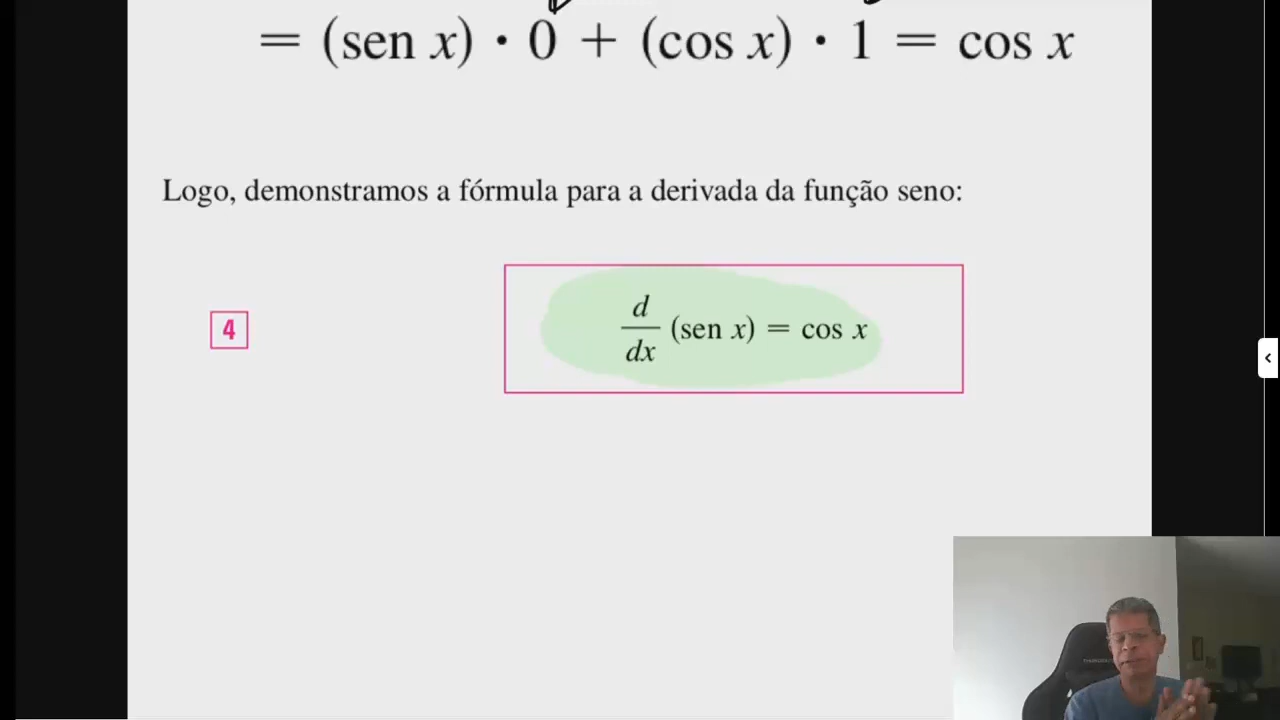 = (sen x) · 0 + (cos x) · 1 = cos x
Logo, demonstramos a fórmula para a derivada da função seno:
4
d/dx (sen x) = cos x